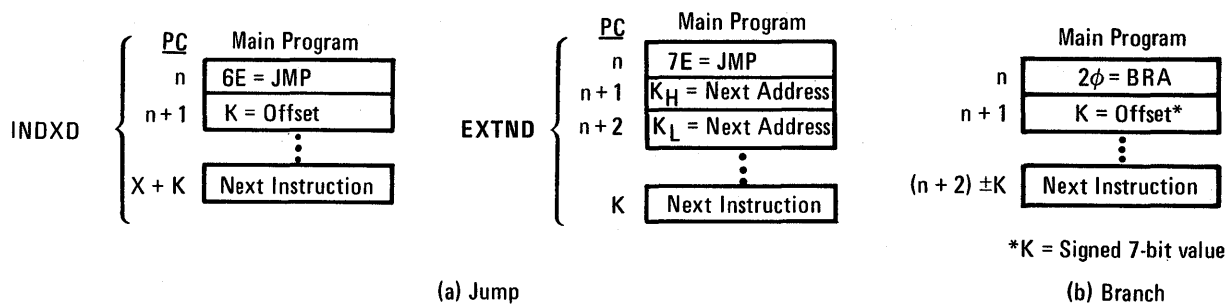 INDXD
PC
Main Program
n
6E = JMP
n + 1
K = Offset
X + K
Next Instruction
EXTND
PC
Main Program
n
7E = JMP
n + 1
KH = Next Address
n + 2
KL = Next Address
K
Next Instruction
(a) Jump
Main Program
n
2ϕ = BRA
n + 1
K = Offset*
(n + 2) ±K
Next Instruction
*K = Signed 7-bit value
(b) Branch